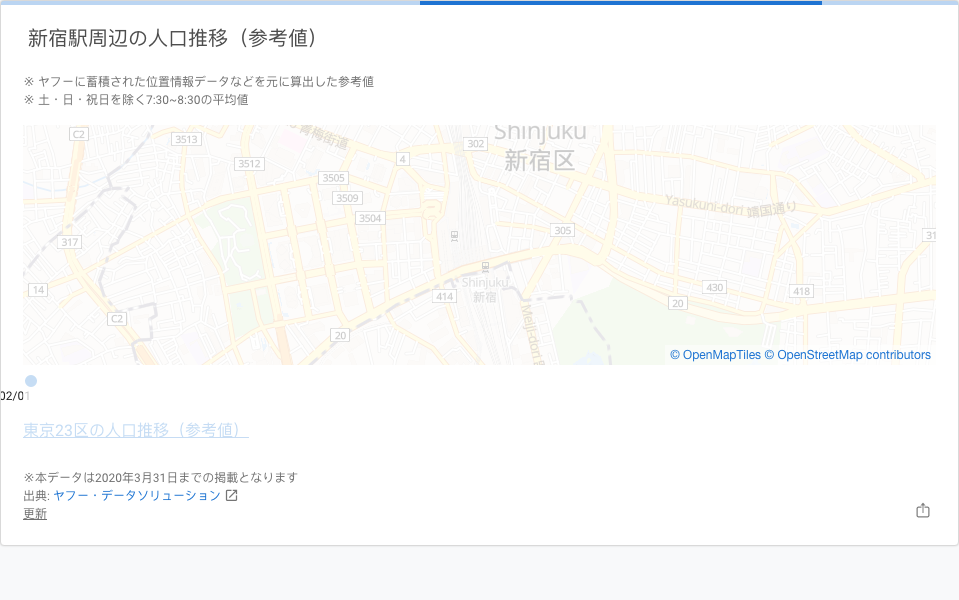 新宿駅周辺の人口推移（参考値）
※ ヤフーに蓄積された位置情報データなどを元に算出した参考値
※ 土・日・祝日を除く7:30~8:30の平均値
Shinjuku
新宿区
青梅街道
C2
3513
302
4
3512
3505
3509
3504
Yasukuni-dori 靖国通り
305
317
31
Shinjuku
新宿
14
414
430
418
20
C2
20
Meiji-dori
© OpenMapTiles © OpenStreetMap contributors
02/01
東京23区の人口推移（参考値）
※本データは2020年3月31日までの掲載となります
出典: ヤフー・データソリューション
更新